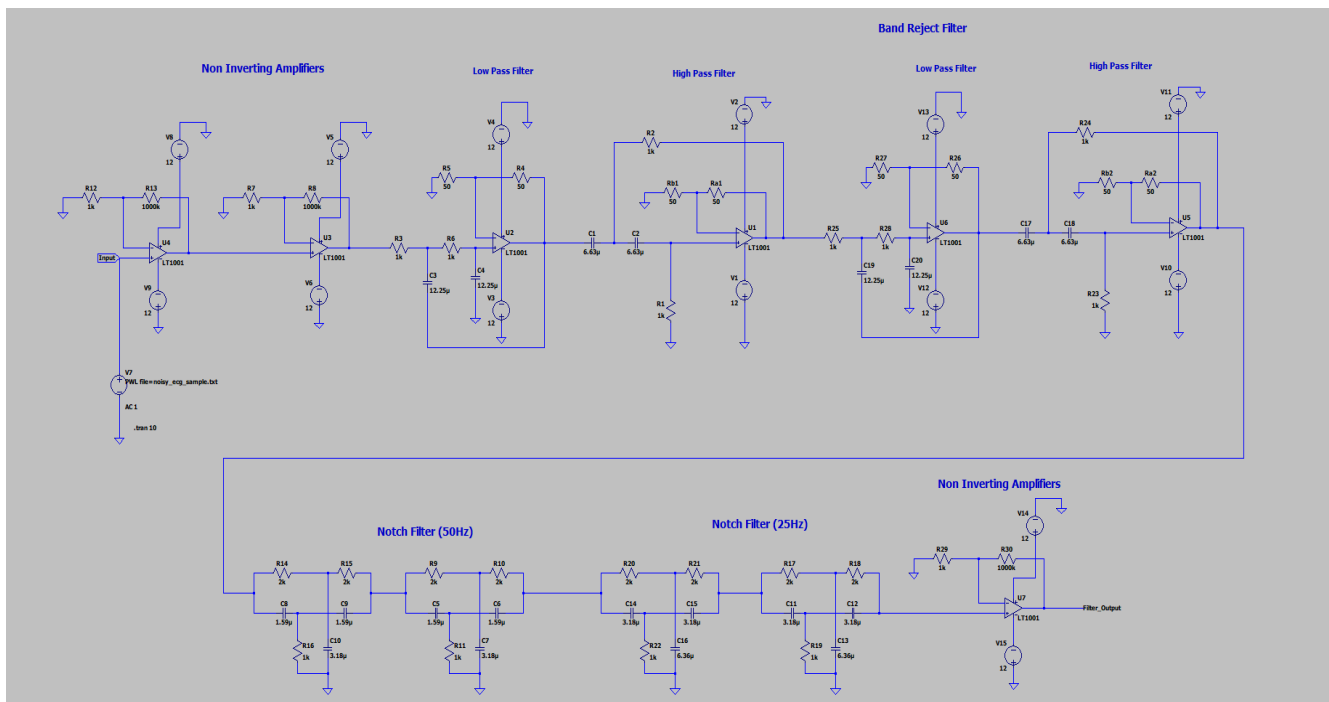 Band Reject Filter
Non Inverting Amplifiers
Low Pass Filter
High Pass Filter
Low Pass Filter
High Pass Filter
V8
12
V5
12
V4
12
V2
12
V13
12
V11
12
R12
1k
R13
1000k
R7
1k
R8
1000k
R5
50
R4
50
R2
1k
Rb1
50
Ra1
50
R27
50
R26
50
R24
1k
Rb2
50
Ra2
50
Input
U4
LT1001
U3
LT1001
R3
1k
R6
1k
U2
LT1001
C1
6.63µ
C2
6.63µ
U1
LT1001
R25
1k
R28
1k
U6
LT1001
C17
6.63µ
C18
6.63µ
U5
LT1001
V9
12
V6
12
C3
12.25µ
C4
12.25µ
V3
12
R1
1k
V1
12
C19
12.25µ
C20
12.25µ
V12
12
R23
1k
V10
12
V7
PWL file=noisy_ecg_sample.txt
AC 1
.tran 10
Notch Filter (50Hz)
Notch Filter (25Hz)
Non Inverting Amplifiers
V14
12
R14
2k
R15
2k
R9
2k
R10
2k
R20
2k
R21
2k
R17
2k
R18
2k
R29
1k
R30
1000k
C8
1.59µ
C9
1.59µ
C5
1.59µ
C6
1.59µ
C14
3.18µ
C15
3.18µ
C11
3.18µ
C12
3.18µ
U7
LT1001
Filter_Output
R16
1k
C10
3.18µ
R11
1k
C7
3.18µ
R22
1k
C16
6.36µ
R19
1k
C13
6.36µ
V15
12